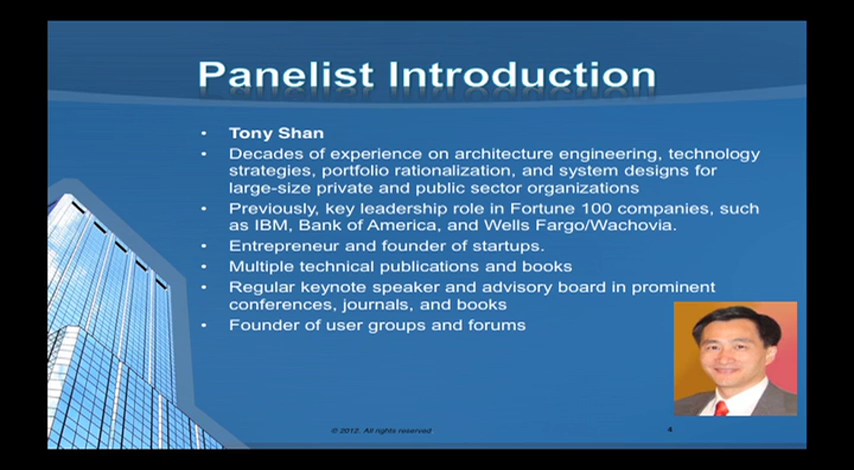 Panelist Introduction
• Tony Shan
• Decades of experience on architecture engineering, technology
strategies, portfolio rationalization, and system designs for
large-size private and public sector organizations
• Previously, key leadership role in Fortune 100 companies, such
as IBM, Bank of America, and Wells Fargo/Wachovia.
• Entrepreneur and founder of startups.
• Multiple technical publications and books
• Regular keynote speaker and advisory board in prominent
conferences, journals, and books
• Founder of user groups and forums
© 2012. All rights reserved
4